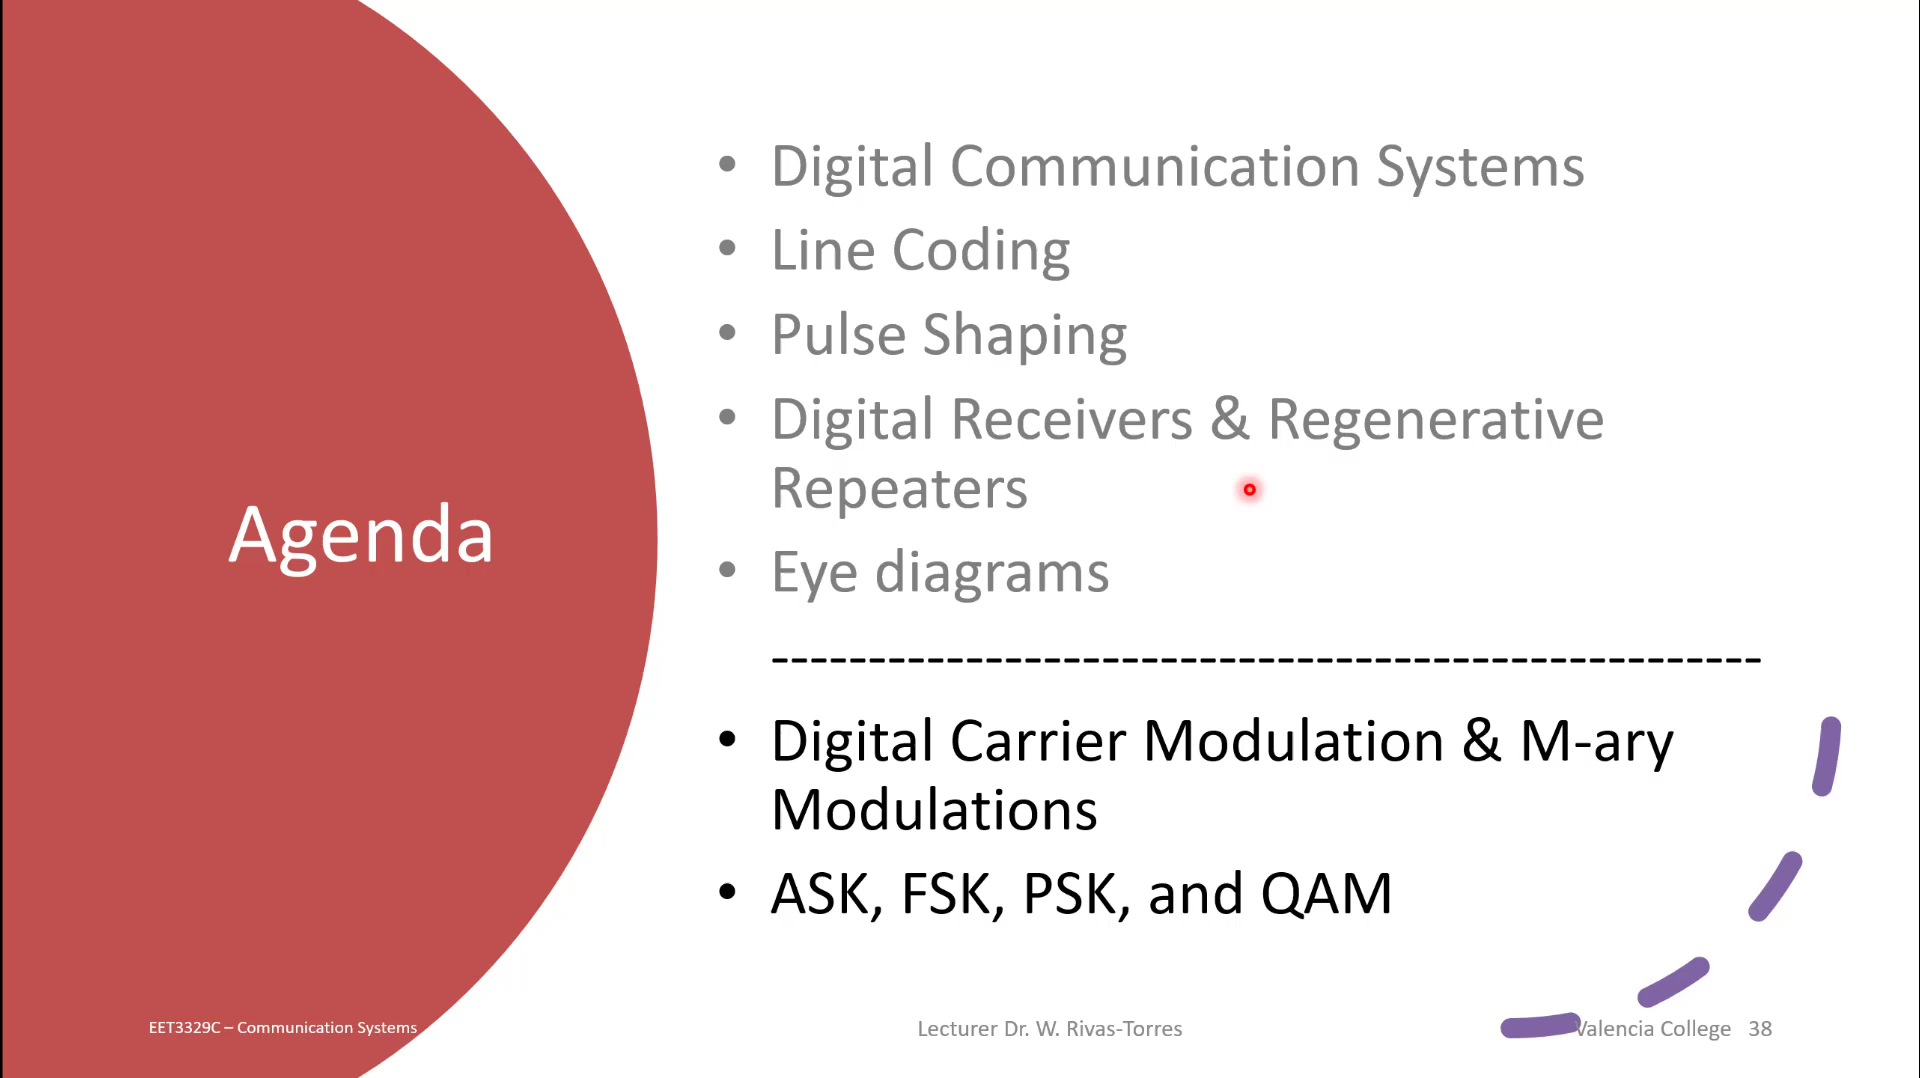 Agenda
• Digital Communication Systems
• Line Coding
• Pulse Shaping
• Digital Receivers & Regenerative
Repeaters
• Eye diagrams
---------------------------------------------------
• Digital Carrier Modulation & M-ary
Modulations
• ASK, FSK, PSK, and QAM
EET3329C – Communication Systems
Lecturer Dr. W. Rivas-Torres
Valencia College 38